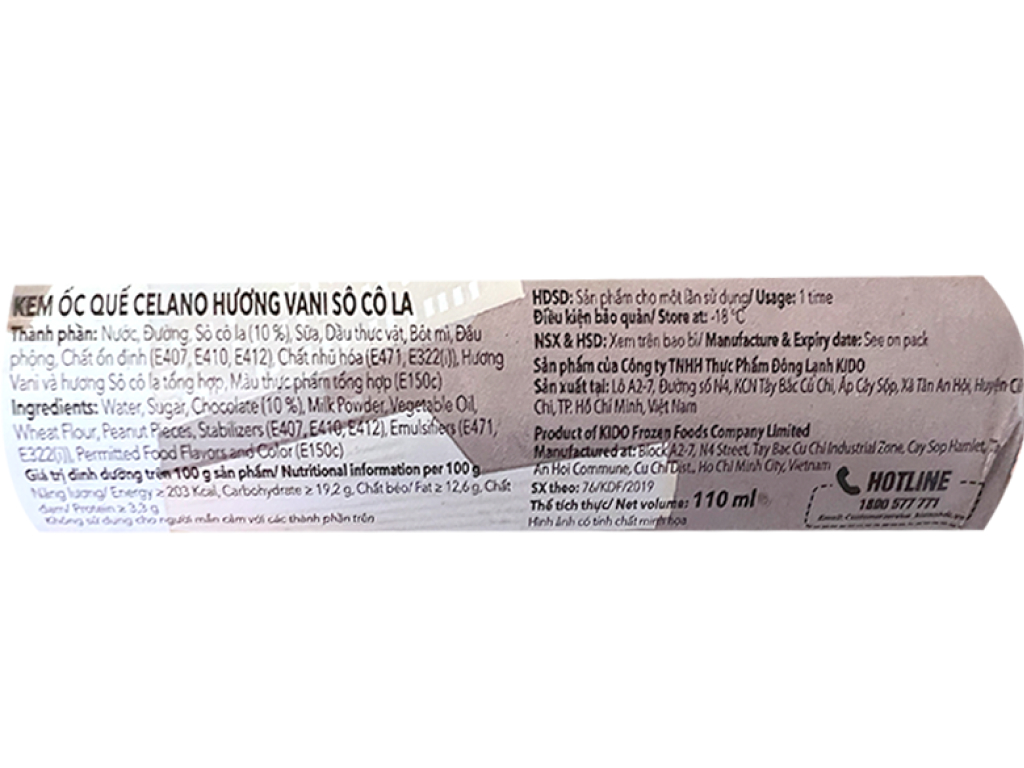 KEM ỐC QUẾ CELANO HƯƠNG VANI SÔ CÔ LA
Thành phần: Nước, Đường, Sô cô la (10 %), Sữa, Dầu thực vật, Bột mì, Đậu
phộng, Chất ổn định (E407, E410, E412), Chất nhũ hóa (E471, E322(i)), Hương
Vani và hương Sô cô la tổng hợp, Màu thực phẩm tổng hợp (E150c)
Ingredients: Water, Sugar, Chocolate (10 %), Milk Powder, Vegetable Oil,
Wheat Flour, Peanut Pieces, Stabilizers (E407, E410, E412), Emulsifiers (E471,
E322(i)), Permitted Food Flavors and Color (E150c)
Giá trị dinh dưỡng trên 100 g sản phẩm/ Nutritional information per 100 g
Năng lượng/ Energy ≥ 203 Kcal, Carbohydrate ≥ 19,2 g, Chất béo/ Fat ≥ 12,6 g, Chất
đạm/ Protein ≥ 3,3 g
Không sử dụng cho người mẫn cảm với các thành phần trên
HDSD: Sản phẩm cho một lần sử dụng/ Usage: 1 time
Điều kiện bảo quản/ Store at: -18 °C
NSX & HSD: Xem trên bao bì/ Manufacture & Expiry date: See on pack
Sản phẩm của Công ty TNHH Thực Phẩm Đông Lạnh KIDO
Sản xuất tại: Lô A2-7, Đường số N4, KCN Tây Bắc Củ Chi, Ấp Cây Sộp, Xã Tân An Hội, Huyện Củ
Chi, TP. Hồ Chí Minh, Việt Nam
Product of KIDO Frozen Foods Company Limited
Manufactured at: Block A2-7, N4 Street, Tay Bac Cu Chi Industrial Zone, Cay Sop Hamlet,
An Hoi Commune, Cu Chi Dist., Ho Chi Minh City, Vietnam
SX theo: 76/KDF/2019
Thể tích thực/ Net volume: 110 ml
Hình ảnh có tính chất minh họa
HOTLINE
1800 577 771
Email: